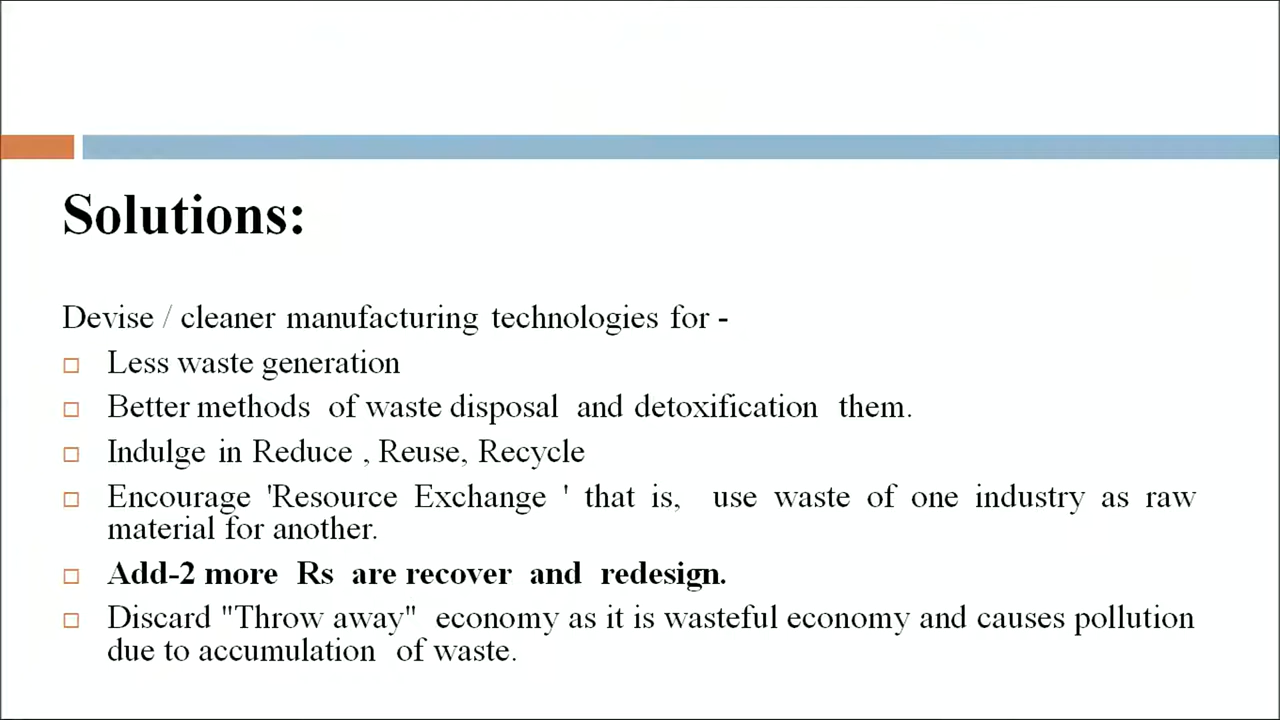 Solutions:
Devise / cleaner manufacturing technologies for -
Less waste generation
Better methods of waste disposal and detoxification them.
Indulge in Reduce , Reuse, Recycle
Encourage 'Resource Exchange ' that is, use waste of one industry as raw
material for another.
Add-2 more Rs are recover and redesign.
Discard "Throw away" economy as it is wasteful economy and causes pollution
due to accumulation of waste.